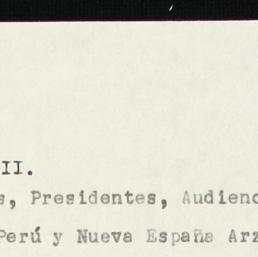 II.
s, Presidentes, Audienc
Perú y Nueva España Arz